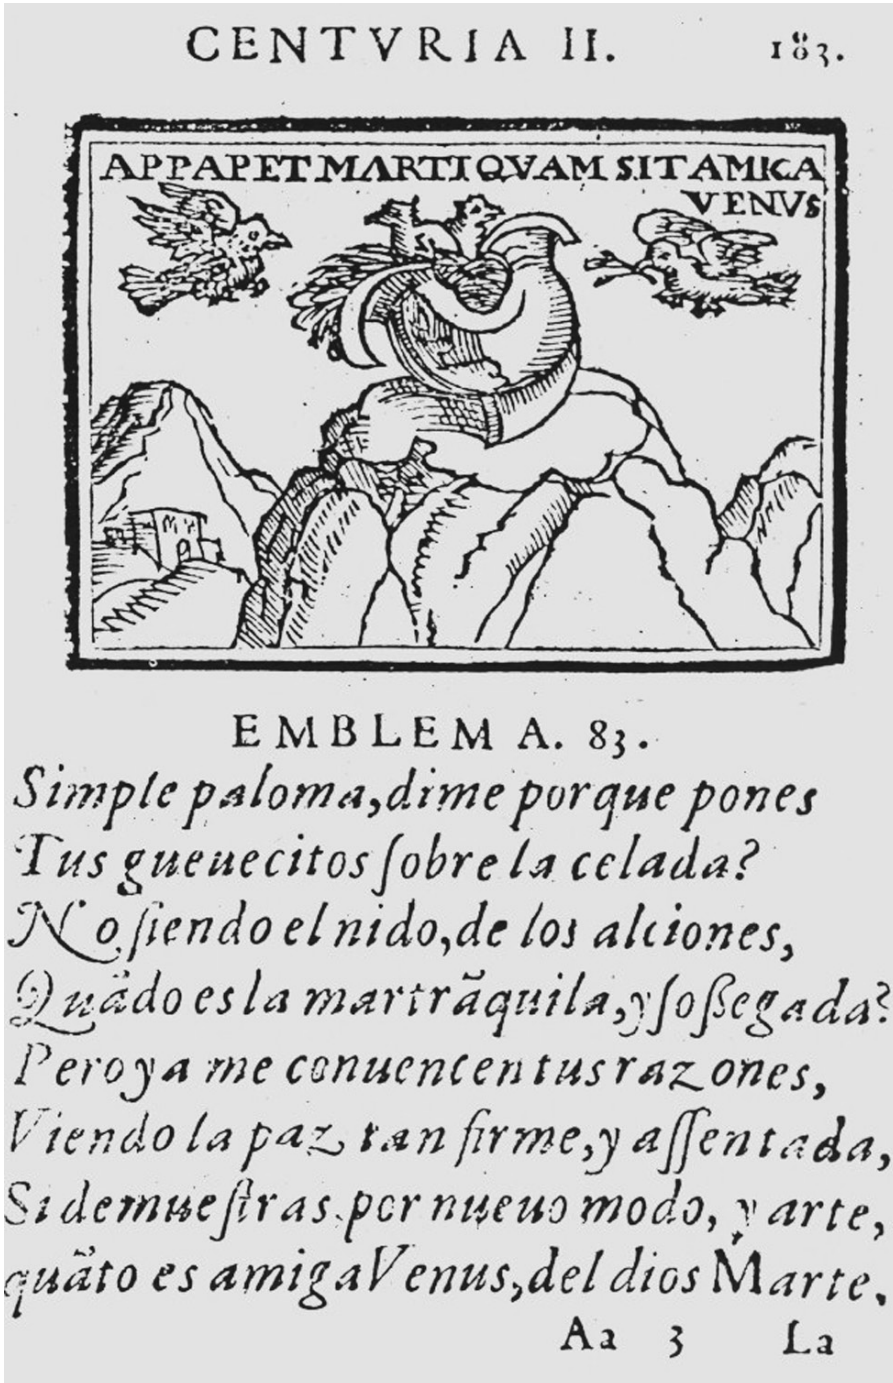 CENTVRIA II. 183.
APPAPET MARTI QVAM SIT AMICA
VENVS
EMBLEMA. 83.
Simple paloma, dime porque pones
Tus gueuecitos ſobre la celada?
No ſiendo el nido, de los alciones,
Quãdo es la mar trãquila, y ſoſſegada?
Pero ya me conuencen tus razones,
Viendo la paz tan firme, y aſſentada,
Si demueſtras por nueuo modo, y arte,
quãto es amiga Venus, del dios Marte.
Aa 3 La